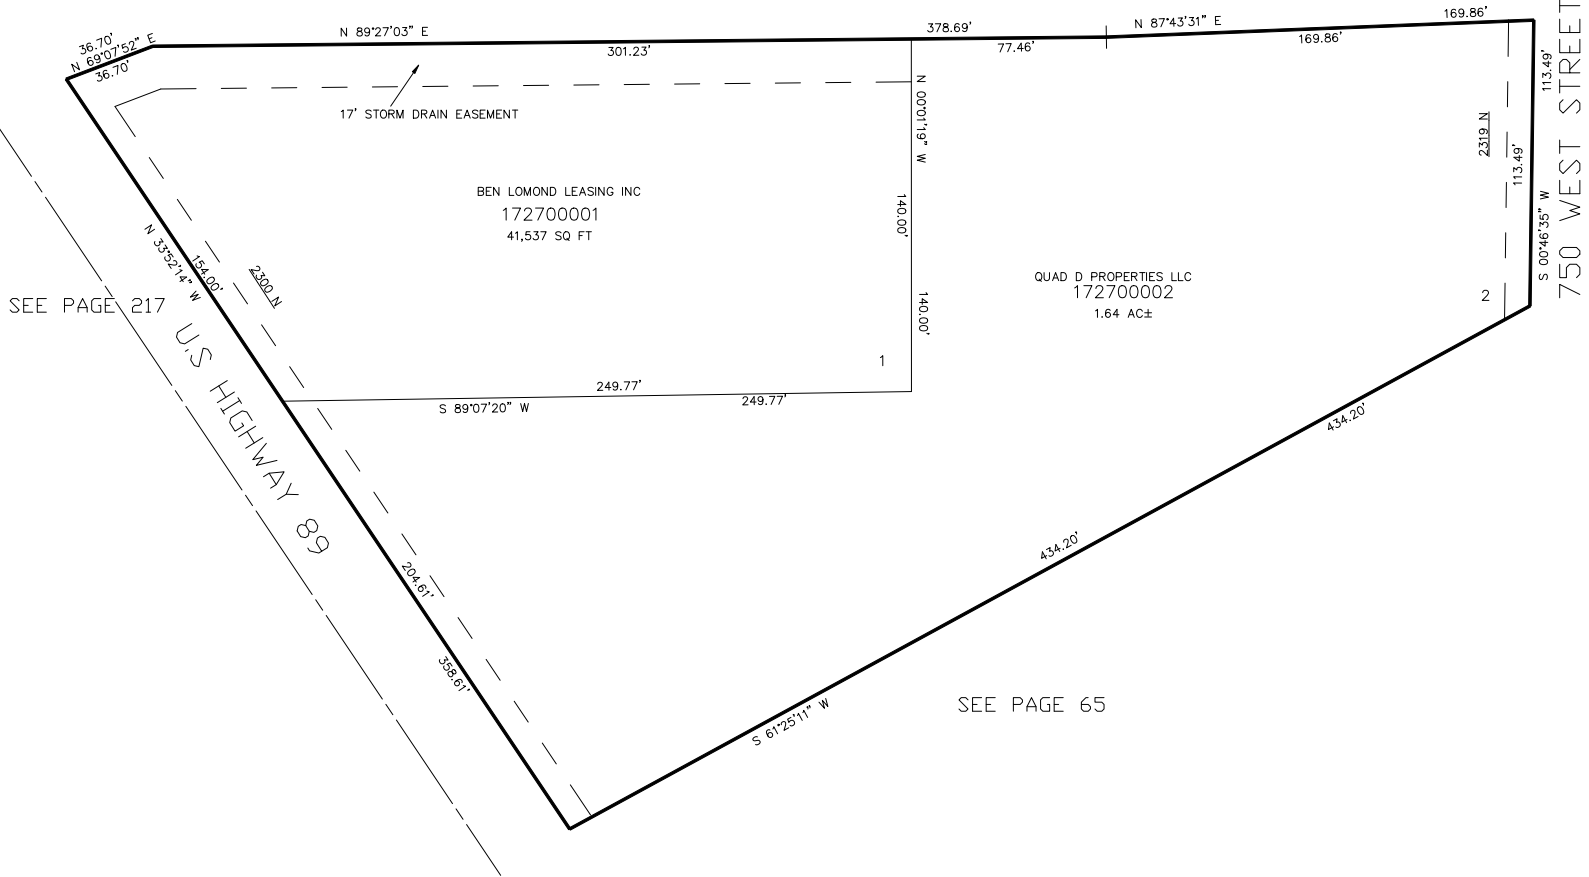 36.70'
N 69°07'52" E
36.70'
N 89°27'03" E
301.23'
378.69'
77.46'
N 87°43'31" E
169.86'
169.86'
17' STORM DRAIN EASEMENT
N 00°01'19" W
140.00'
140.00'
BEN LOMOND LEASING INC
172700001
41,537 SQ FT
1
QUAD D PROPERTIES LLC
172700002
1.64 AC±
2
2319 N
113.49'
113.49'
S 00°46'35" W
750 WEST STREET
N 33°52'14" W
154.00'
2300 N
SEE PAGE 217
U.S HIGHWAY 89
249.77'
S 89°07'20" W
249.77'
204.61'
358.61'
434.20'
434.20'
S 61°25'11" W
SEE PAGE 65